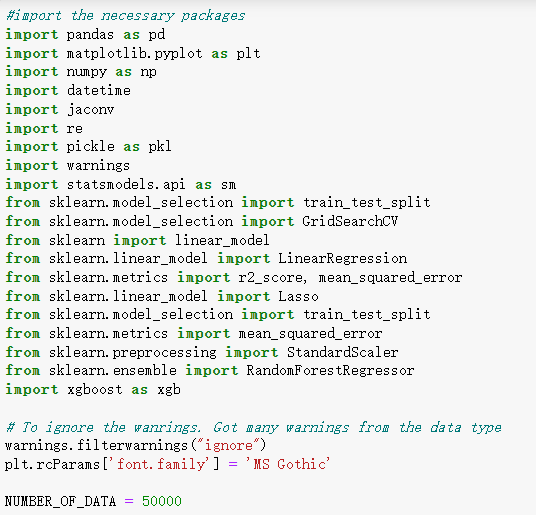 #import the necessary packages
import pandas as pd
import matplotlib.pyplot as plt
import numpy as np
import datetime
import jaconv
import re
import pickle as pkl
import warnings
import statsmodels.api as sm
from sklearn.model_selection import train_test_split
from sklearn.model_selection import GridSearchCV
from sklearn import linear_model
from sklearn.linear_model import LinearRegression
from sklearn.metrics import r2_score, mean_squared_error
from sklearn.linear_model import Lasso
from sklearn.model_selection import train_test_split
from sklearn.metrics import mean_squared_error
from sklearn.preprocessing import StandardScaler
from sklearn.ensemble import RandomForestRegressor
import xgboost as xgb
# To ignore the wanrings. Got many warnings from the data type
warnings.filterwarnings("ignore")
plt.rcParams['font.family'] = 'MS Gothic'
NUMBER_OF_DATA = 50000